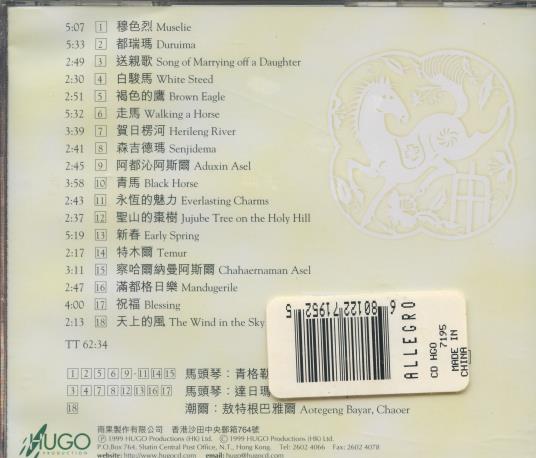 5:07 1 穆色烈 Muselie
5:33 2 都瑞瑪 Duruima
2:49 3 送親歌 Song of Marrying off a Daughter
2:30 4 白駿馬 White Steed
2:51 5 褐色的鷹 Brown Eagle
5:32 6 走馬 Walking a Horse
3:39 7 賀日楞河 Herileng River
2:41 8 森吉德瑪 Senjidema
2:45 9 阿都沁阿斯爾 Aduxin Asel
3:58 10 青馬 Black Horse
2:43 11 永恆的魅力 Everlasting Charms
2:37 12 聖山的棗樹 Jujube Tree on the Holy Hill
5:19 13 新春 Early Spring
2:17 14 特木爾 Temur
3:11 15 察哈爾納曼阿斯爾 Chahaernaman Asel
2:47 16 滿都格日樂 Mandugerile
4:00 17 祝福 Blessing
2:13 18 天上的風 The Wind in the Sky
TT 62:34
1 2 5 6 9 - 11 14 15 馬頭琴：青格勒
3 4 7 8 12 13 16 17 馬頭琴：達日瑪
18 潮爾：敖特根巴雅爾 Aotegeng Bayar, Chaoer
HUGO
PRODUCTION
雨果製作有限公司 香港沙田中央郵箱764號
Ⓟ 1999 HUGO Productions (HK) Ltd. © 1999 HUGO Productions (HK) Ltd.
P.O.Box 764, Shatin Central Post Office, N.T., Hong Kong. Tel: 2602 4066 Fax: 2602 4078
website: http://www.hugocd.com email: hugo@hugocd.com
6 80122 71952 5
ALLEGRO
CD HGO
7195
MADE IN
CHINA